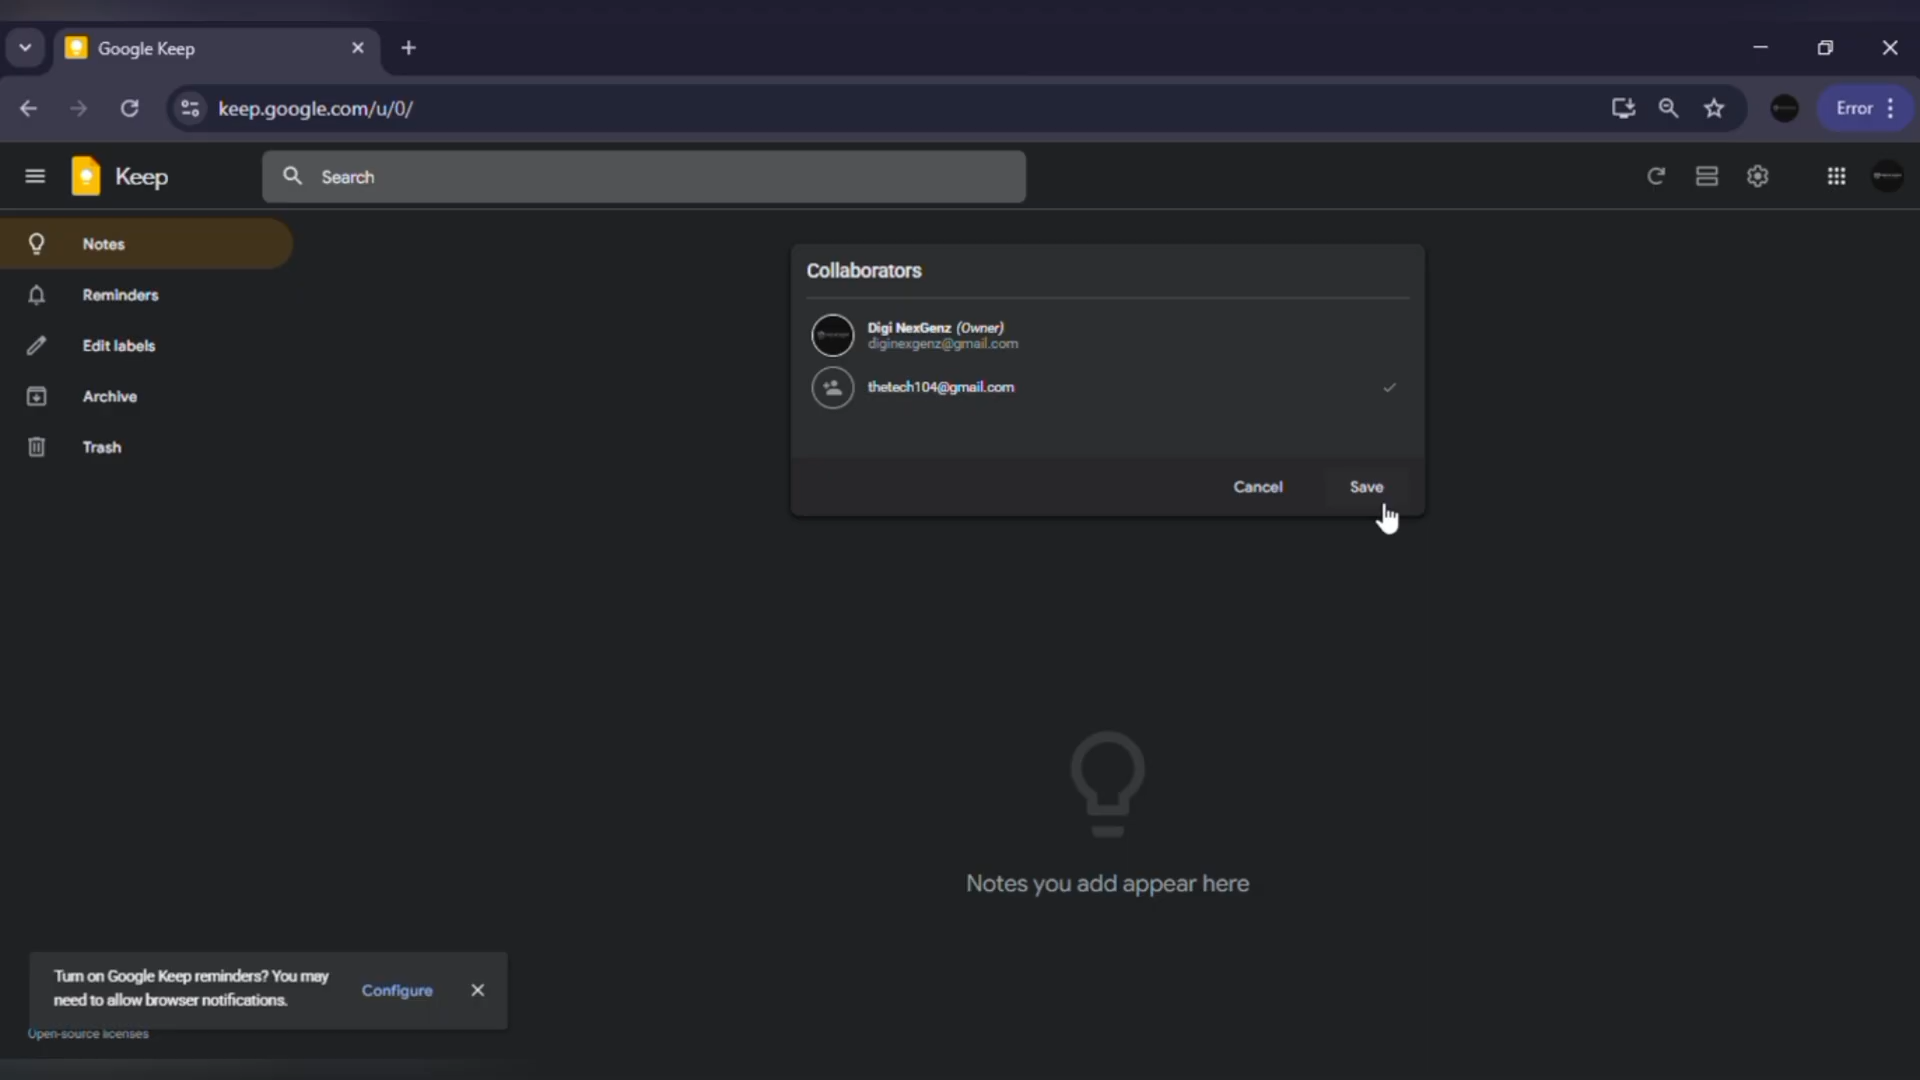 Google Keep
keep.google.com/u/0/
Error
Keep
Search
Notes
Reminders
Edit labels
Archive
Trash
Collaborators
Digi NexGenz (Owner)
diginexgenz@gmail.com
thetech104@gmail.com
Cancel
Save
Notes you add appear here
Turn on Google Keep reminders? You may
need to allow browser notifications.
Configure
Open-source licenses